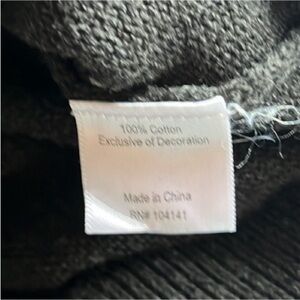 100% Cotton
Exclusive of Decoration
Made in China
RN# 104141